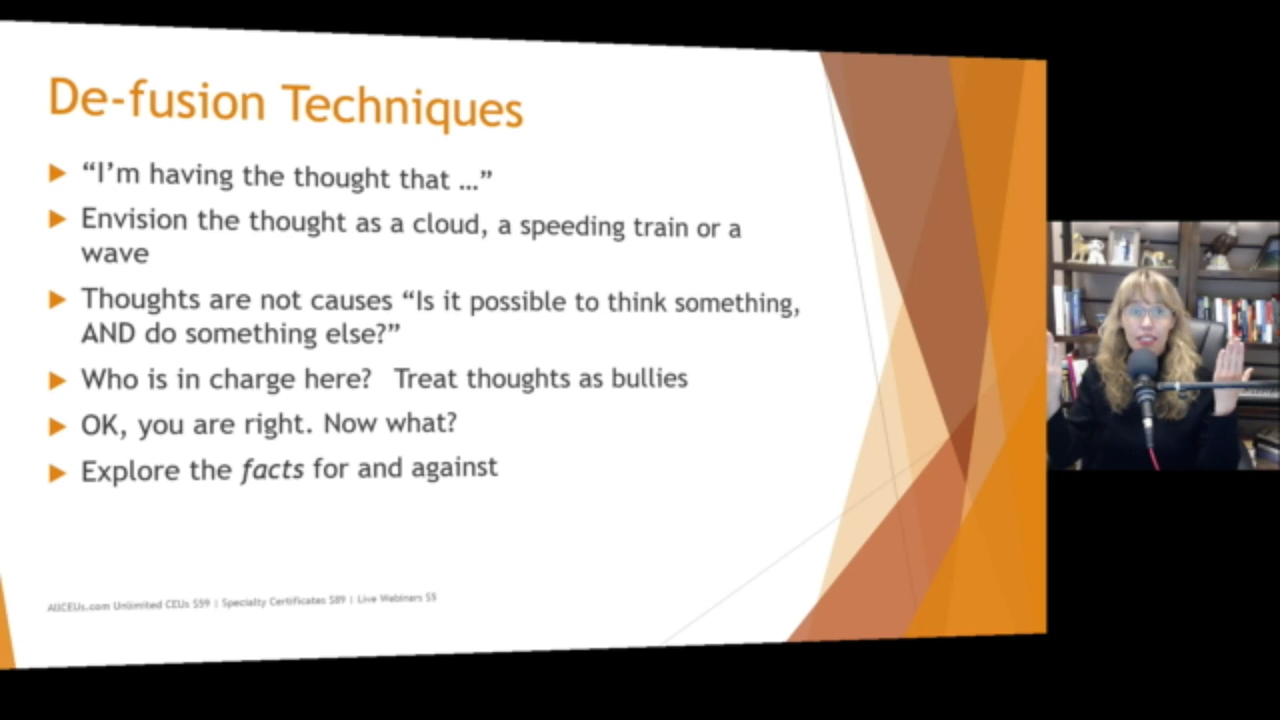 De-fusion Techniques
“I’m having the thought that …”
Envision the thought as a cloud, a speeding train or a
wave
Thoughts are not causes “Is it possible to think something,
AND do something else?”
Who is in charge here? Treat thoughts as bullies
OK, you are right. Now what?
Explore the facts for and against
AllCEUs.com Unlimited CEUs $59 | Specialty Certificates $89 | Live Webinars $5